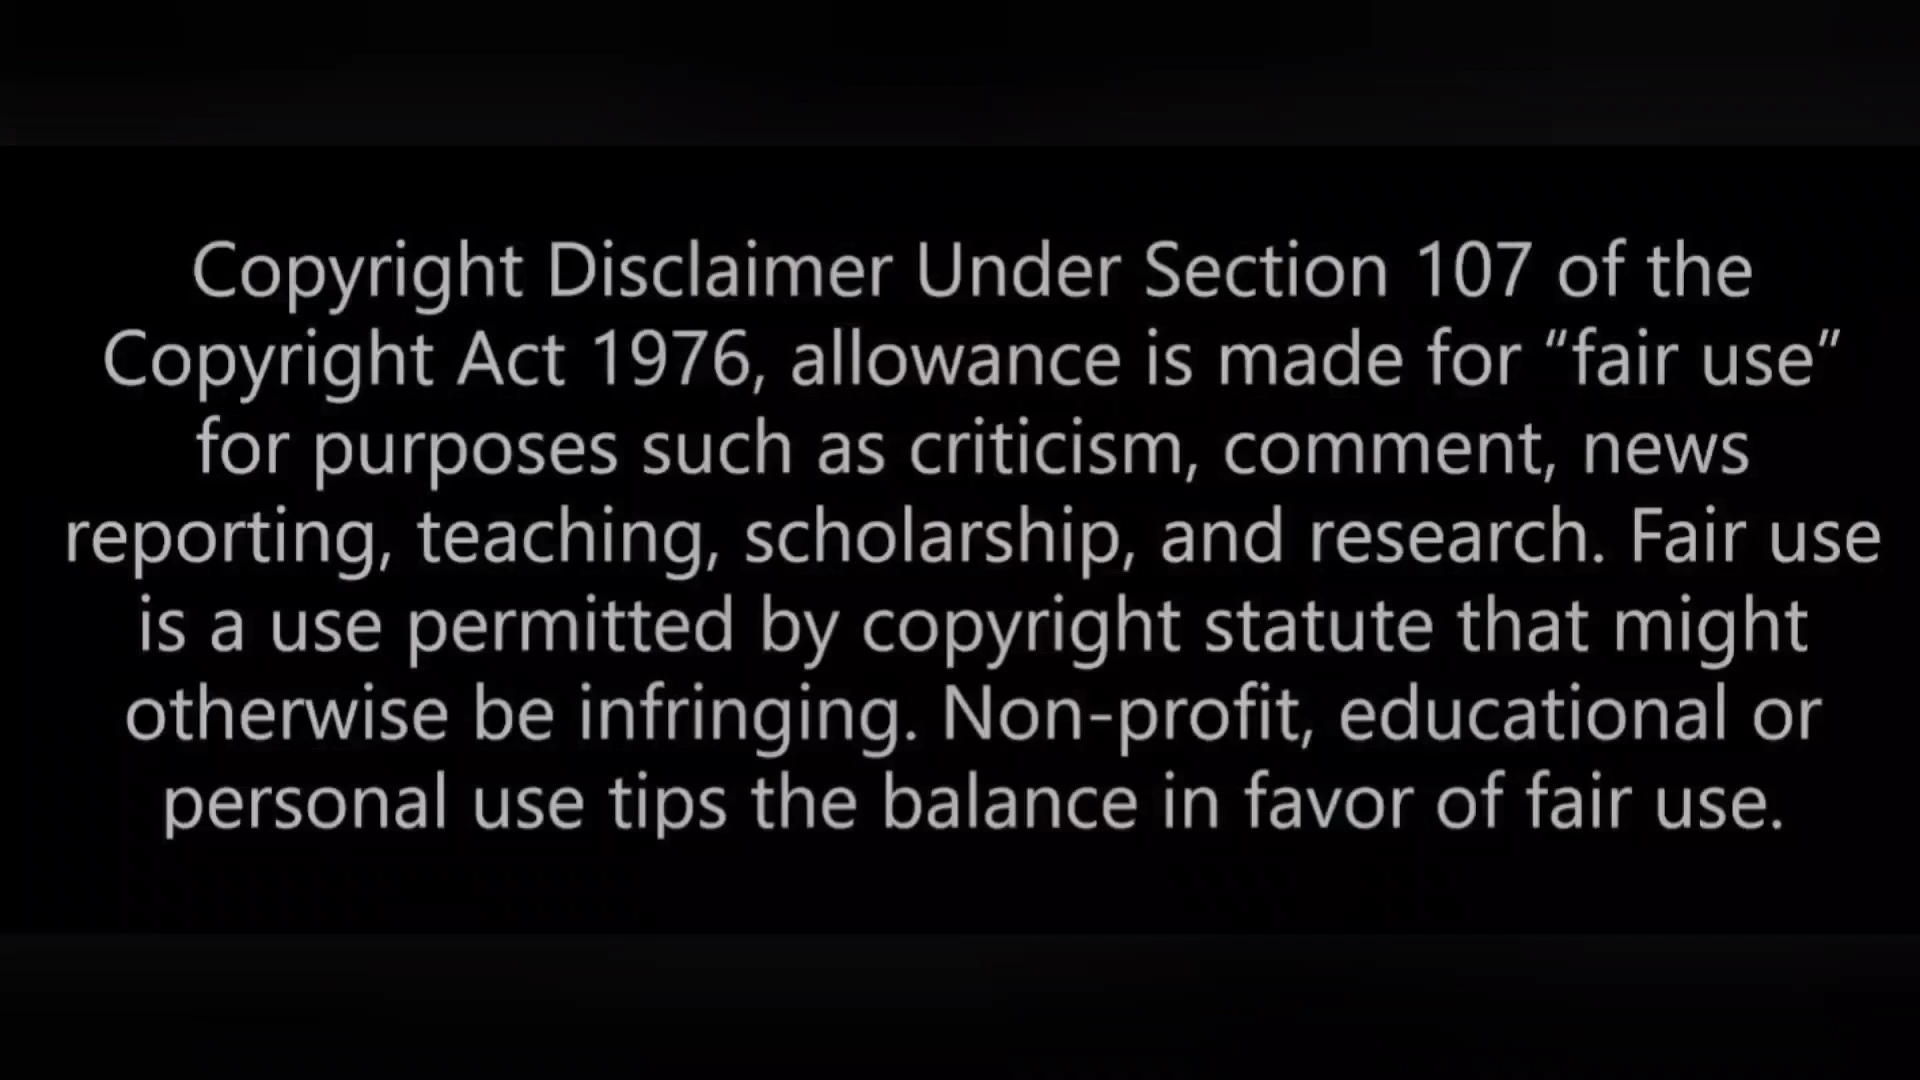 Copyright Disclaimer Under Section 107 of the
Copyright Act 1976, allowance is made for “fair use”
for purposes such as criticism, comment, news
reporting, teaching, scholarship, and research. Fair use
is a use permitted by copyright statute that might
otherwise be infringing. Non-profit, educational or
personal use tips the balance in favor of fair use.